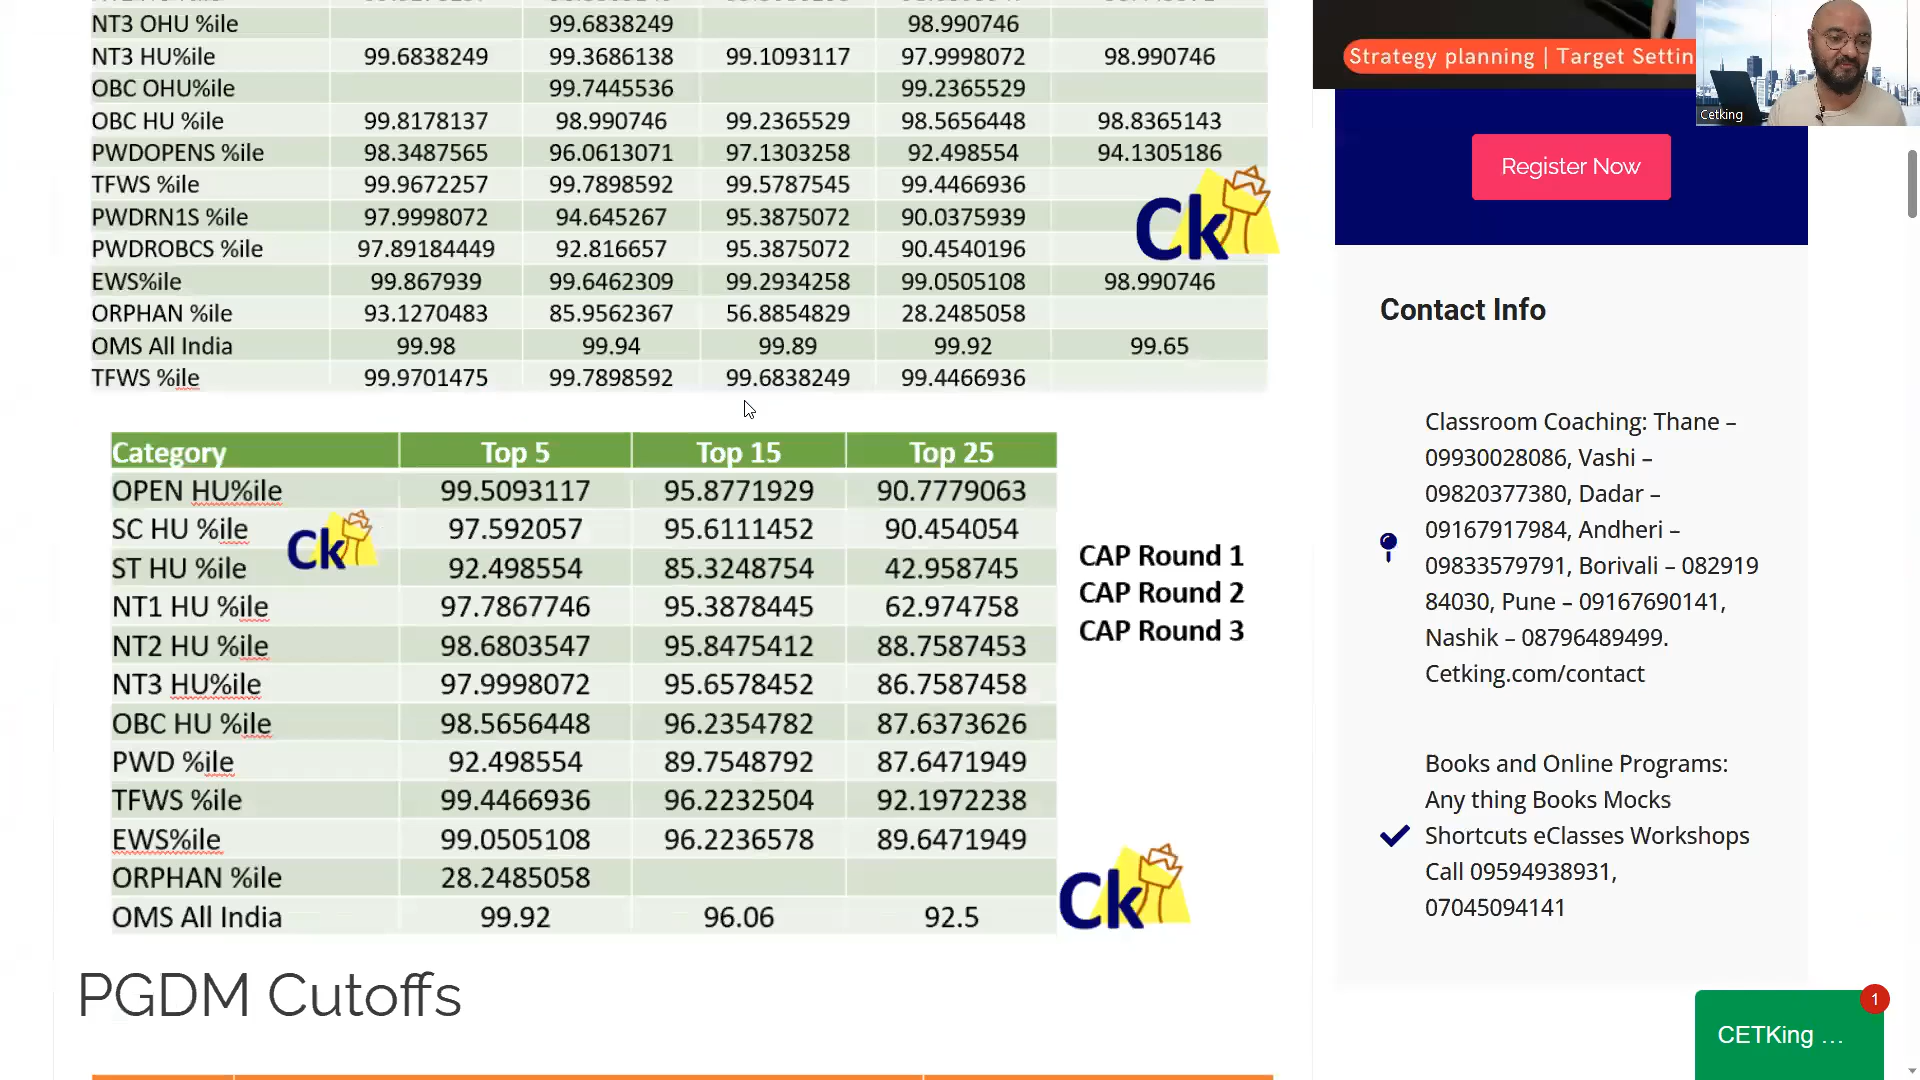 NT3 OHU %ile 99.6838249 98.990746
NT3 HU%ile 99.6838249 99.3686138 99.1093117 97.9998072 98.990746
OBC OHU%ile 99.7445536 99.2365529
OBC HU %ile 99.8178137 98.990746 99.2365529 98.5656448 98.8365143
PWDOPENS %ile 98.3487565 96.0613071 97.1303258 92.498554 94.1305186
TFWS %ile 99.9672257 99.7898592 99.5787545 99.4466936
PWDRN1S %ile 97.9998072 94.645267 95.3875072 90.0375939
PWDROBCS %ile 97.89184449 92.816657 95.3875072 90.4540196
EWS%ile 99.867939 99.6462309 99.2934258 99.0505108 98.990746
ORPHAN %ile 93.1270483 85.9562367 56.8854829 28.2485058
OMS All India 99.98 99.94 99.89 99.92 99.65
TFWS %ile 99.9701475 99.7898592 99.6838249 99.4466936
Ck
Category Top 5 Top 15 Top 25
OPEN HU%ile 99.5093117 95.8771929 90.7779063
SC HU %ile 97.592057 95.6111452 90.454054
ST HU %ile 92.498554 85.3248754 42.958745
NT1 HU %ile 97.7867746 95.3878445 62.974758
NT2 HU %ile 98.6803547 95.8475412 88.7587453
NT3 HU%ile 97.9998072 95.6578452 86.7587458
OBC HU %ile 98.5656448 96.2354782 87.6373626
PWD %ile 92.498554 89.7548792 87.6471949
TFWS %ile 99.4466936 96.2232504 92.1972238
EWS%ile 99.0505108 96.2236578 89.6471949
ORPHAN %ile 28.2485058
OMS All India 99.92 96.06 92.5
Ck
CAP Round 1
CAP Round 2
CAP Round 3
Ck
PGDM Cutoffs
Strategy planning | Target Settin
Cetking
Register Now
Contact Info
Classroom Coaching: Thane –
09930028086, Vashi –
09820377380, Dadar –
09167917984, Andheri –
09833579791, Borivali – 082919
84030, Pune – 09167690141,
Nashik – 08796489499.
Cetking.com/contact
Books and Online Programs:
Any thing Books Mocks
Shortcuts eClasses Workshops
Call 09594938931,
07045094141
1
CETKing ...